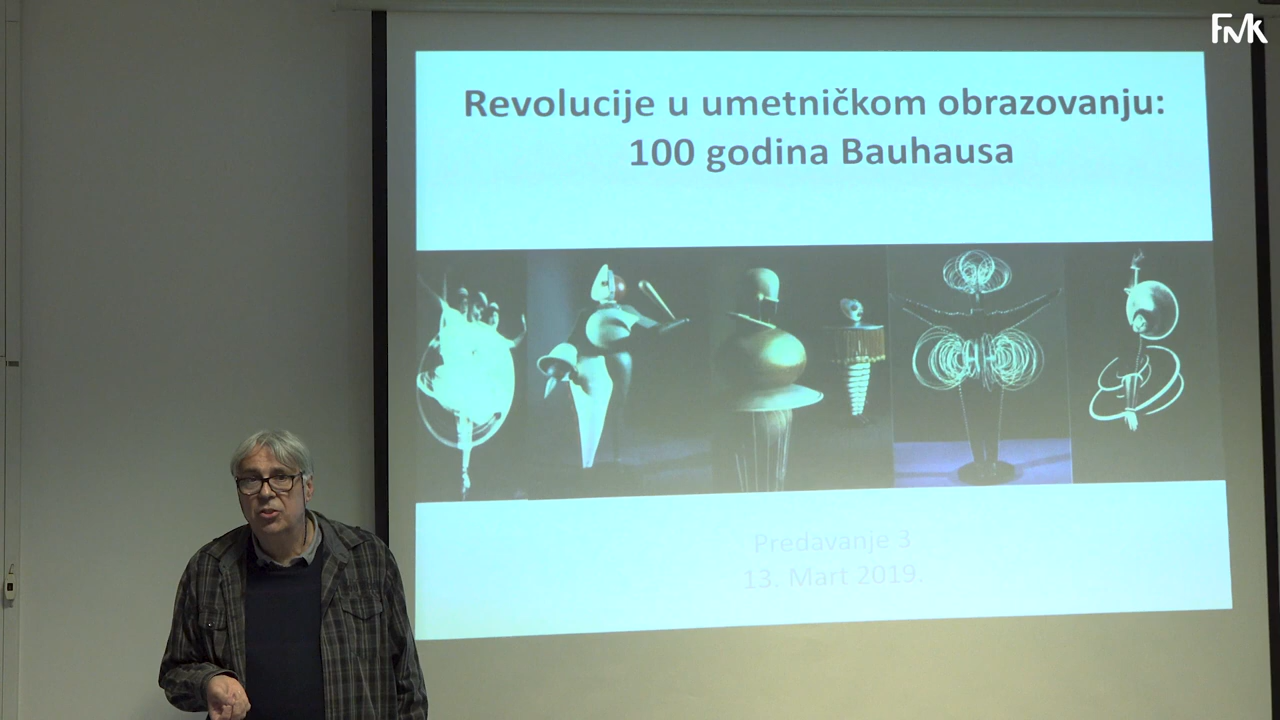 FMK
Revolucije u umetničkom obrazovanju:
100 godina Bauhausa
Predavanje 3
13. Mart 2019.